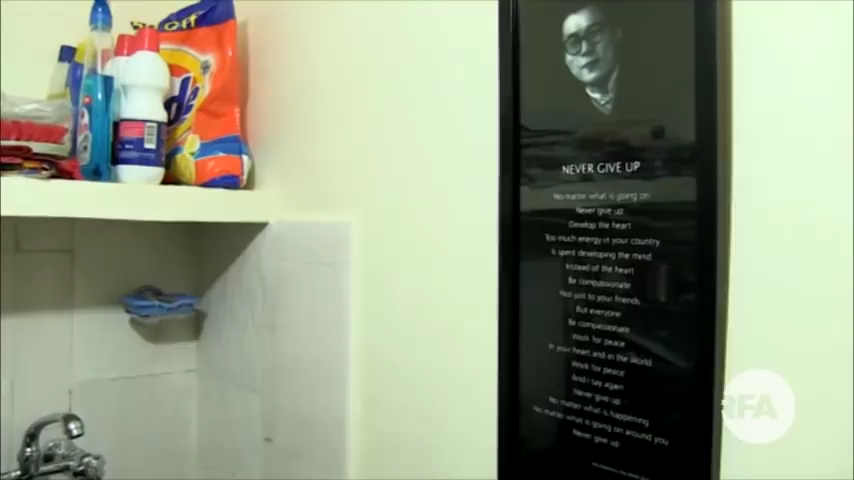 Off
NEVER GIVE UP
No matter what is going on
Never give up
Develop the heart
Too much energy in your country
is spent developing the mind
Instead of the heart
Be compassionate
Not just to your friends
But everyone
Be compassionate
Work for peace
In your heart and in the world
Work for peace
And I say again
Never give up
No matter what is happening
No matter what is going on around you
Never give up
RFA